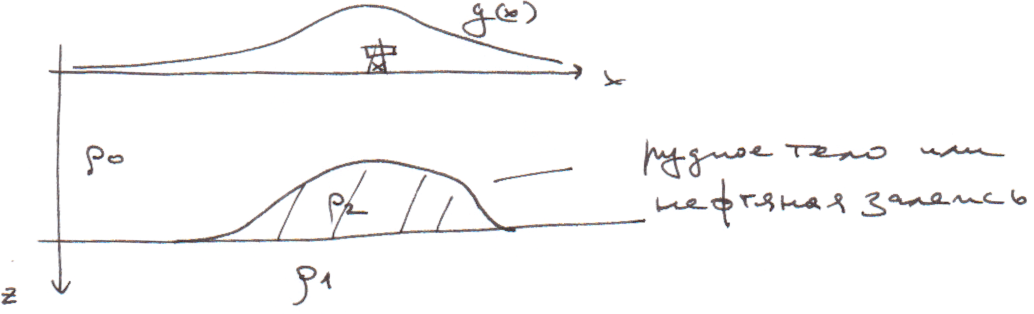 g(x)
x
ρ0
рудное тело или
ρ2
нефтяная залежь
ρ1
z